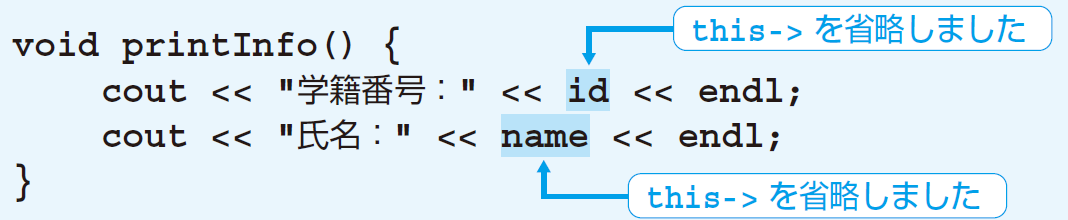 this-> を省略しました
void printInfo() {
cout << "学籍番号：" << id << endl;
cout << "氏名：" << name << endl;
}
this-> を省略しました